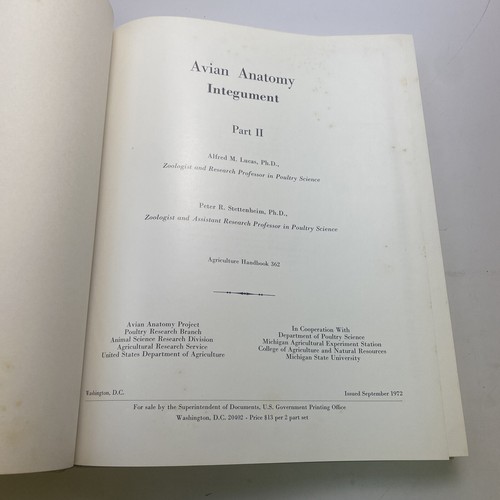 Avian Anatomy
Integument
Part II
Alfred M. Lucas, Ph.D.,
Zoologist and Research Professor in Poultry Science
Peter R. Stettenheim, Ph.D.,
Zoologist and Assistant Research Professor in Poultry Science
Agriculture Handbook 362
Avian Anatomy Project
Poultry Research Branch
Animal Science Research Division
Agricultural Research Service
United States Department of Agriculture
In Cooperation With
Department of Poultry Science
Michigan Agricultural Experiment Station
College of Agriculture and Natural Resources
Michigan State University
Washington, D.C.
Issued September 1972
For sale by the Superintendent of Documents, U.S. Government Printing Office
Washington, D.C. 20402 - Price $13 per 2 part set